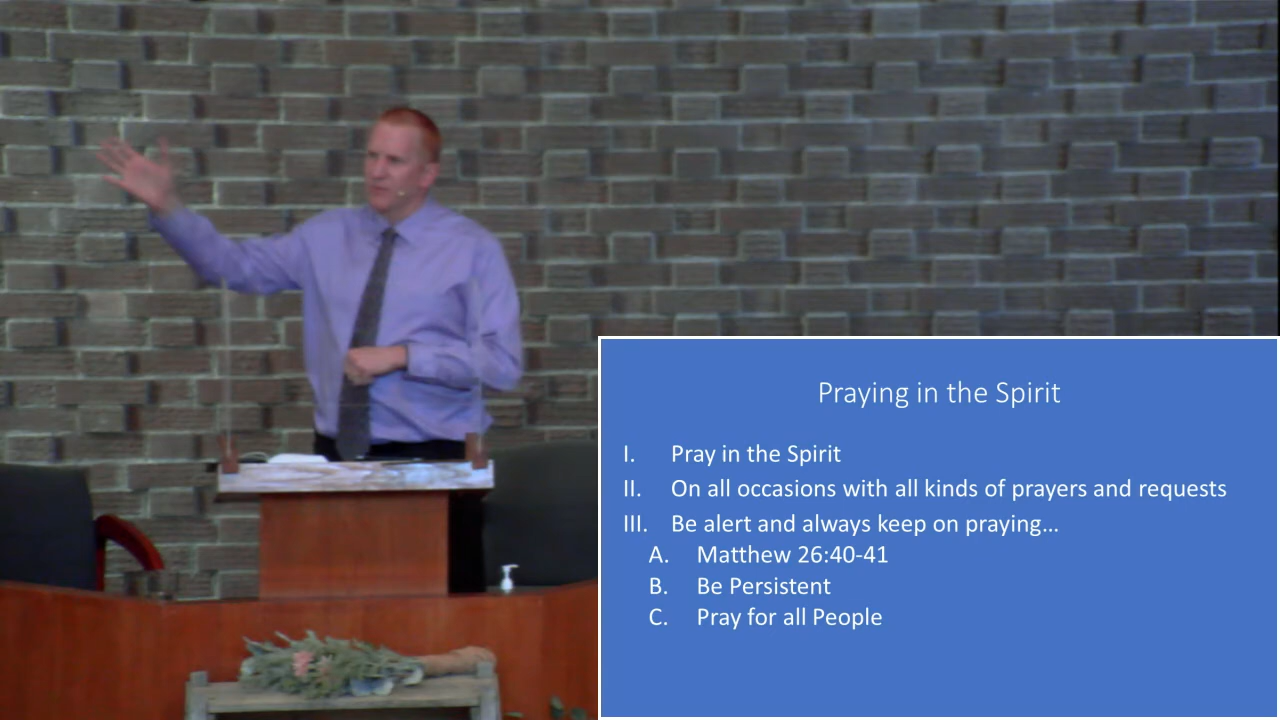 Praying in the Spirit
I. Pray in the Spirit
II. On all occasions with all kinds of prayers and requests
III. Be alert and always keep on praying…
A. Matthew 26:40-41
B. Be Persistent
C. Pray for all People